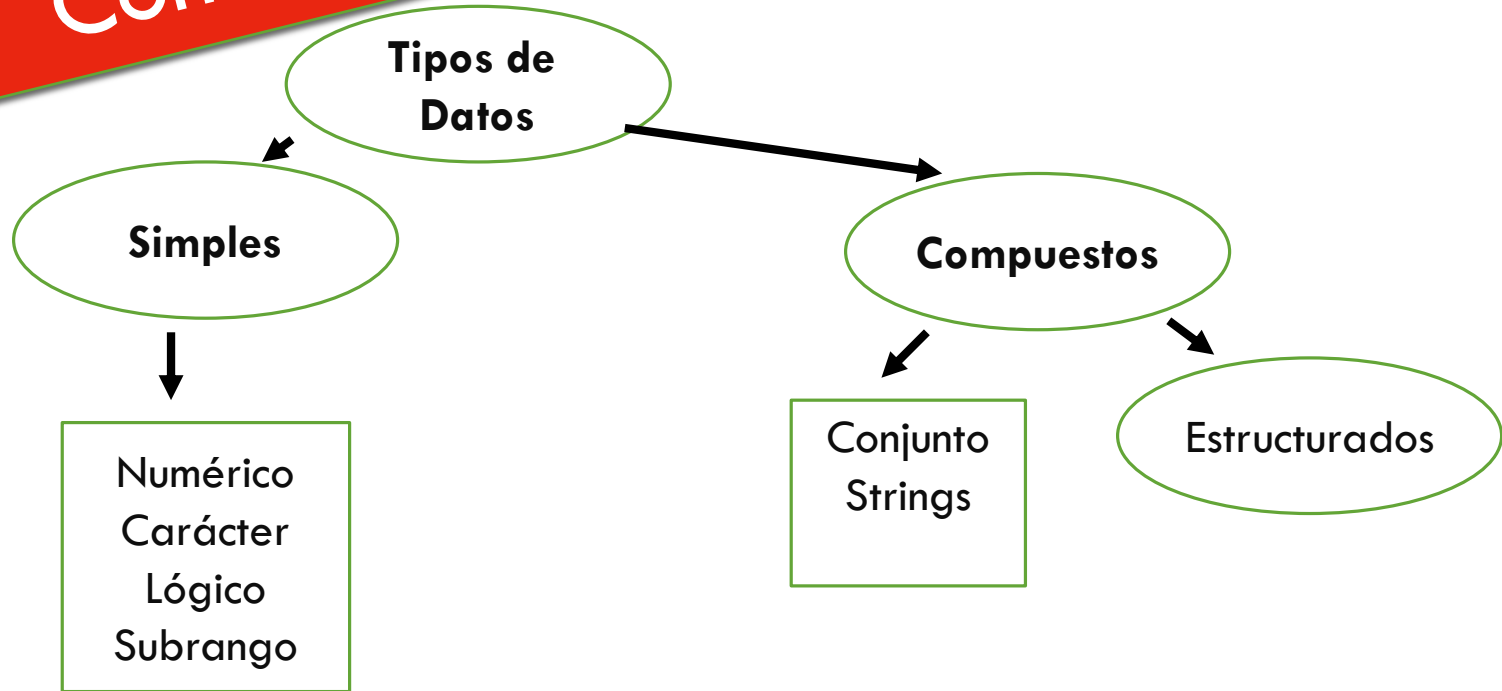 Tipos de
Datos
Simples
Compuestos
Numérico
Carácter
Lógico
Subrango
Conjunto
Strings
Estructurados